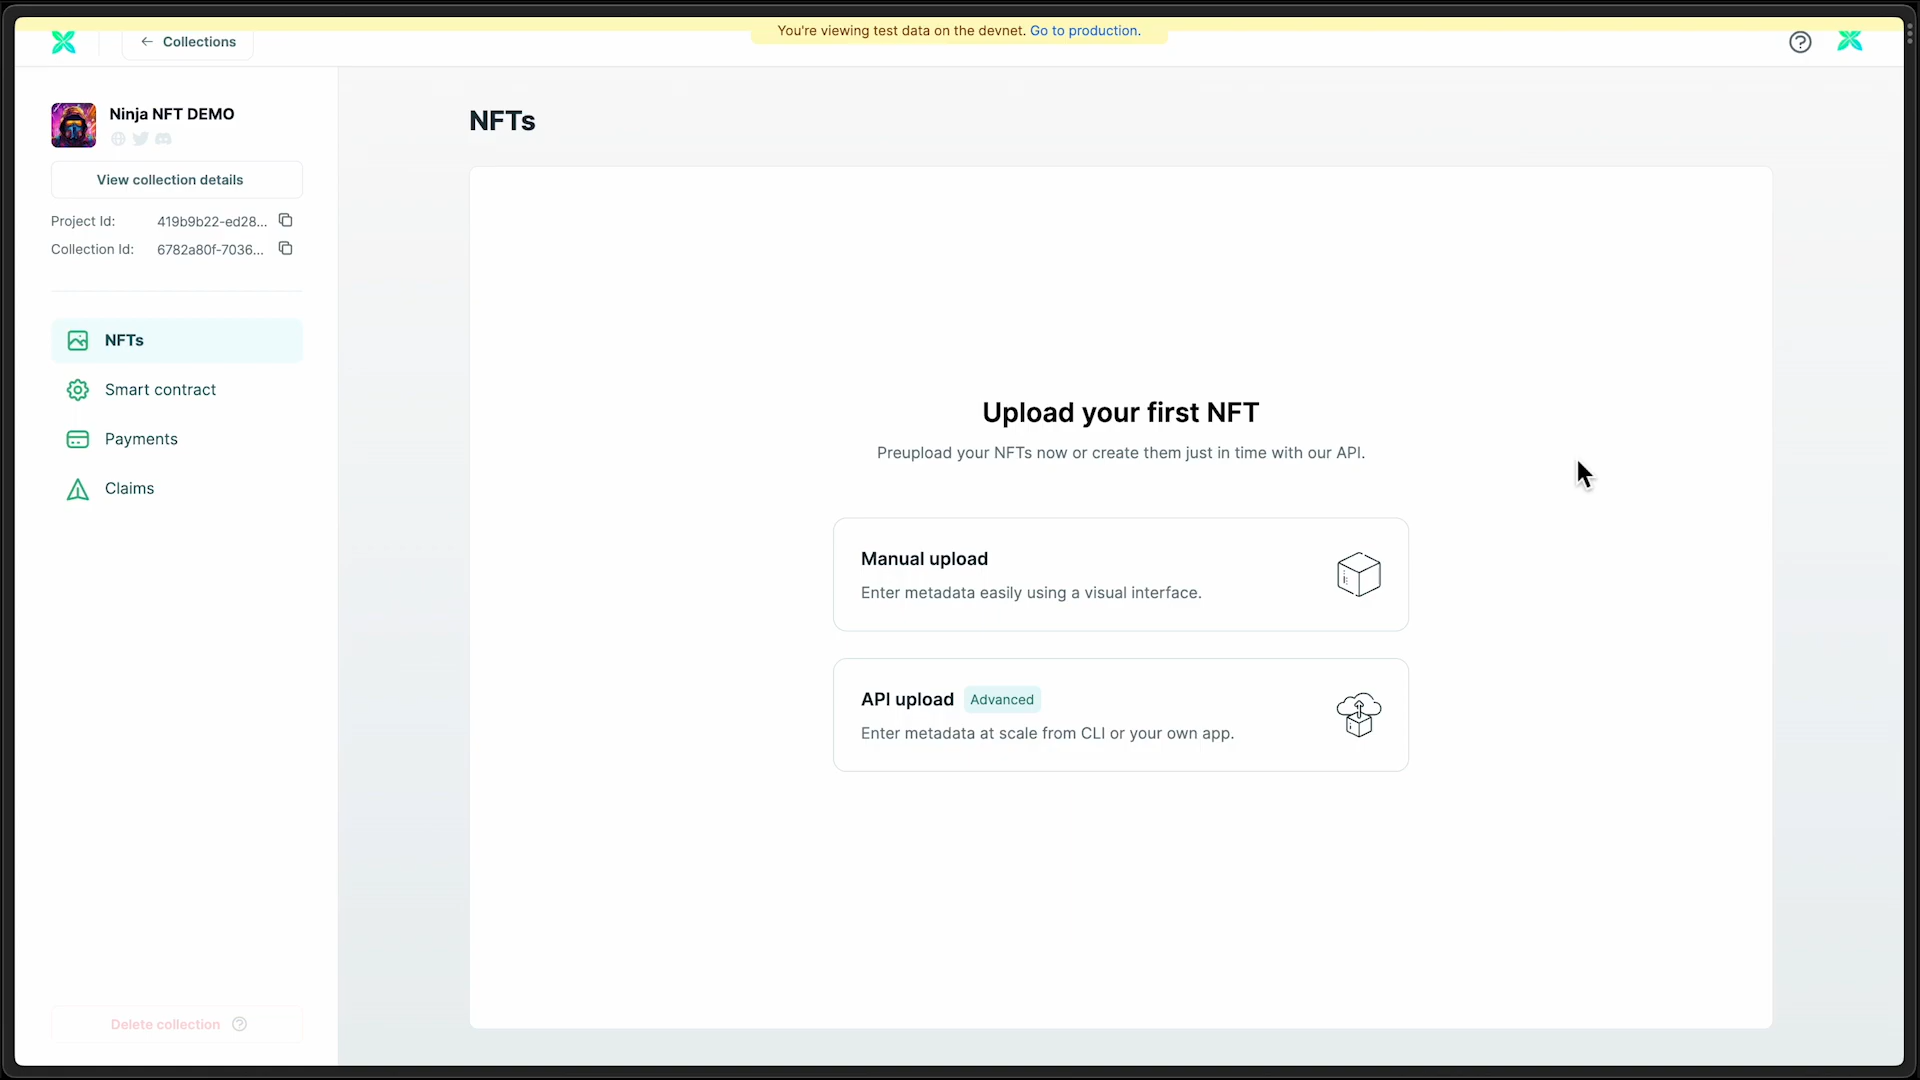 You're viewing test data on the devnet. Go to production.
← Collections
Ninja NFT DEMO
View collection details
Project Id: 419b9b22-ed28...
Collection Id: 6782a80f-7036...
NFTs
Smart contract
Payments
Claims
Delete collection
NFTs
Upload your first NFT
Preupload your NFTs now or create them just in time with our API.
Manual upload
Enter metadata easily using a visual interface.
API upload Advanced
Enter metadata at scale from CLI or your own app.